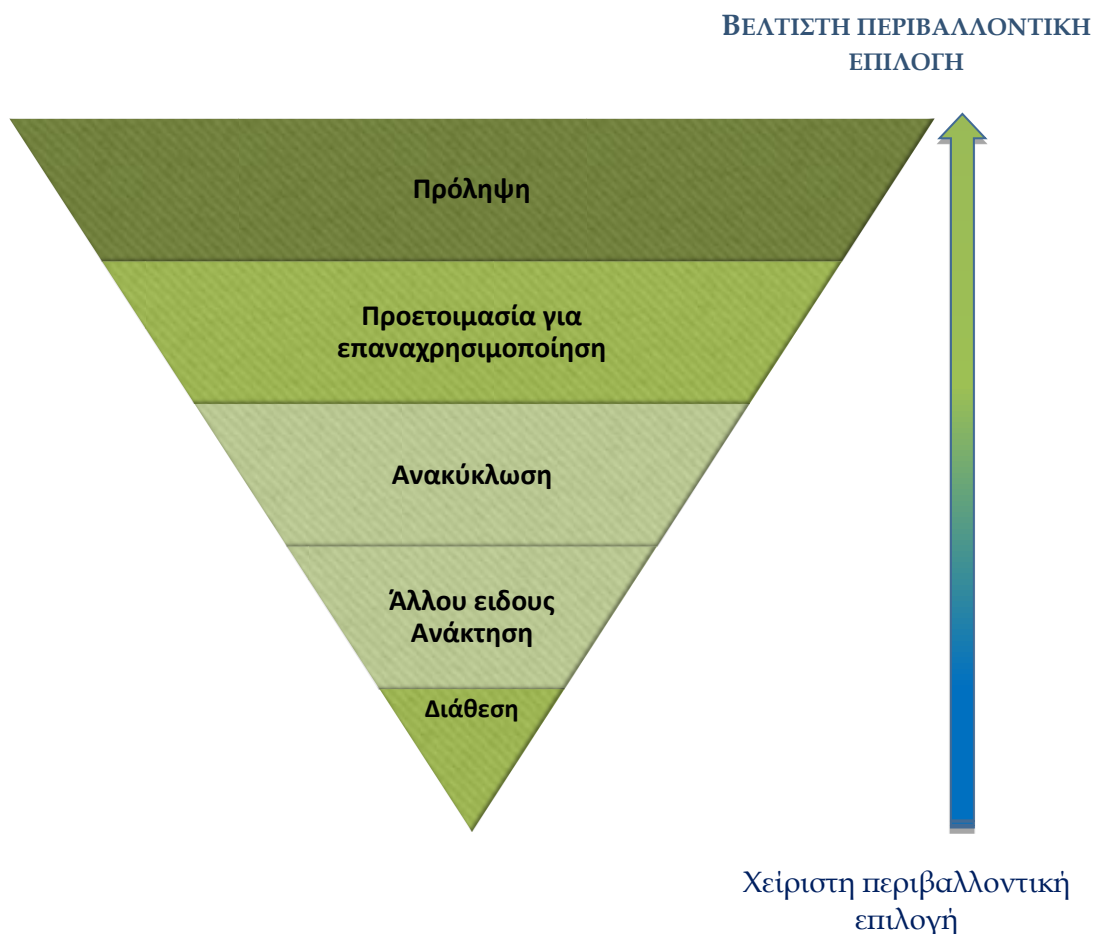 ΒΕΛΤΙΣΤΗ ΠΕΡΙΒΑΛΛΟΝΤΙΚΗ
ΕΠΙΛΟΓΗ
Πρόληψη
Προετοιμασία για
επαναχρησιμοποίηση
Ανακύκλωση
Άλλου ειδους
Ανάκτηση
Διάθεση
Χείριστη περιβαλλοντική
επιλογή